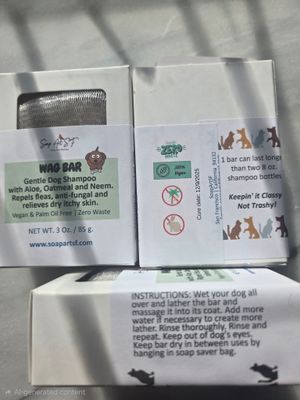 Soap Art SF
WAG BAR
Gentle Dog Shampoo
with Aloe, Oatmeal and Neem.
Repels fleas, anti-fungal and
relieves dry itchy skin.
Vegan & Palm Oil Free | Zero Waste
NET WT. 3 Oz. / 85 g.
www.soapartsf.com
ZERO
WASTE
100%
Vegan
Cure date: 12/9/2025
SoapArtSF
San Francisco | California 94132
1 bar can last longer
than two 8 oz.
shampoo bottles
Keepin' it Classy
Not Trashy!
INSTRUCTIONS: Wet your dog all
over and lather the bar and
massage it into its coat. Add more
water if necessary to create more
lather. Rinse thoroughly. Rinse and
repeat. Keep out of dog's eyes.
Keep bar dry in between uses by
hanging in soap saver bag.
AI-generated content